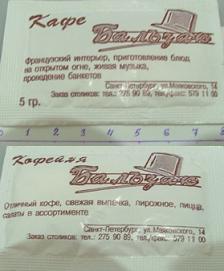 Кафе
Бальзак
французский интерьер, приготовление блюд
на открытом огне, живая музыка,
проведение банкетов
Санкт-Петербург, ул.Маяковского, 14
Заказ столиков: тел.: 275 90 89, тел./факс: 579 11 00
5 гр.
0 1 2 3 4 5 6 7 8
Кофейня
Бальзак
Отличный кофе, свежая выпечка, пирожное, пицца,
салаты в ассортименте
Санкт-Петербург, ул.Маяковского, 14
Заказ столиков: тел.: 275 90 89, тел./факс: 579 11 00